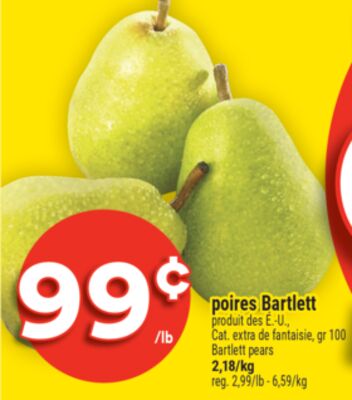 99¢
/lb
poires Bartlett
produit des É.-U.,
Cat. extra de fantaisie, gr 100
Bartlett pears
2,18/kg
reg. 2,99/lb - 6,59/kg